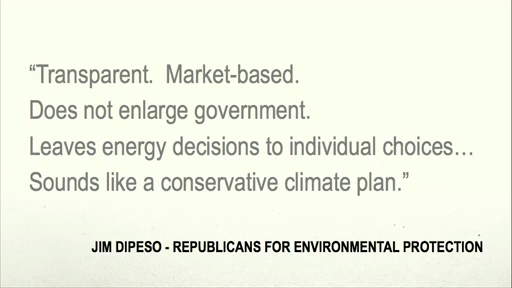 “Transparent.  Market-based.
Does not enlarge government.
Leaves energy decisions to individual choices…
Sounds like a conservative climate plan.”
JIM DIPESO - REPUBLICANS FOR ENVIRONMENTAL PROTECTION